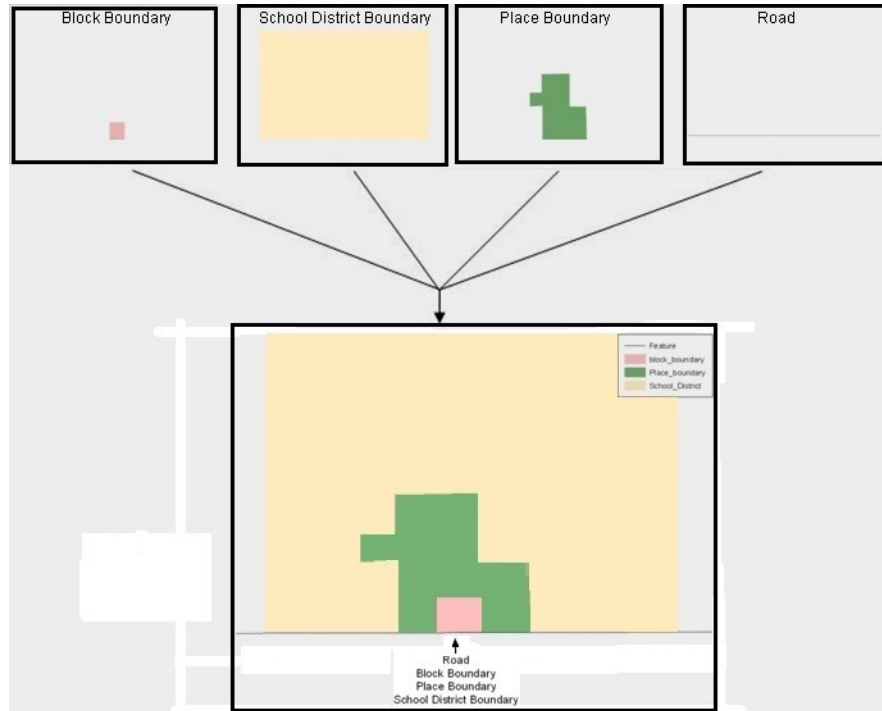 Block Boundary
School District Boundary
Place Boundary
Road
Feature
block_boundary
Place_boundary
School_District
Road
Block Boundary
Place Boundary
School District Boundary